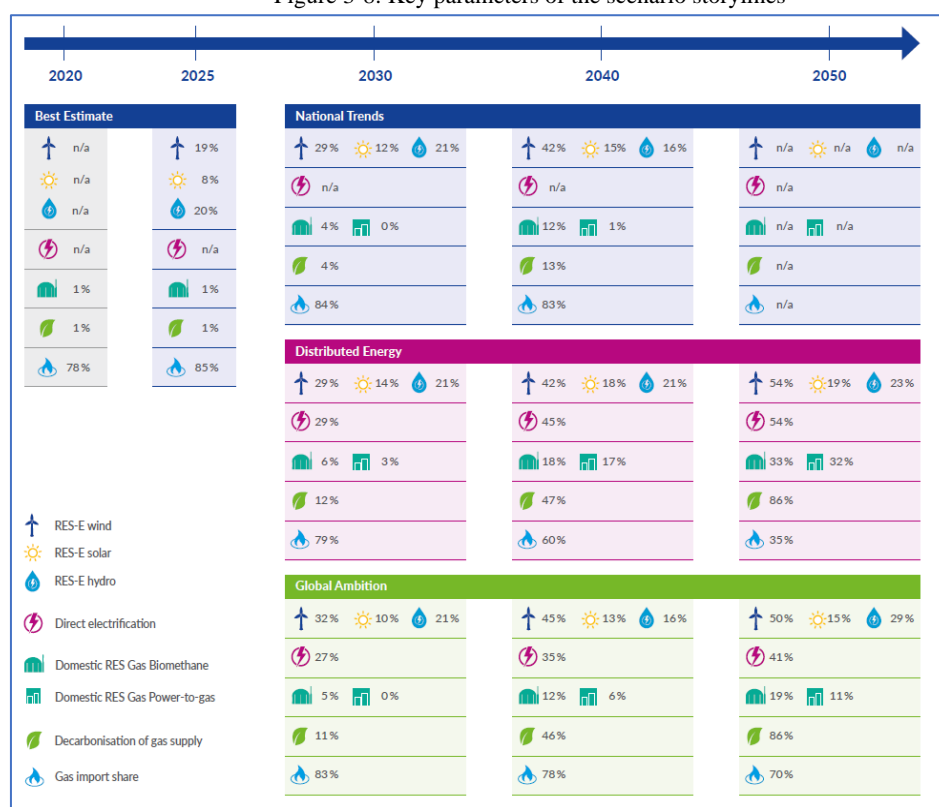 Figure 3-8: Key parameters of the scenario storylines
2020 2025 2030 2040 2050
Best Estimate
n/a 19%
n/a 8%
n/a 20%
n/a n/a
1% 1%
1% 1%
78% 85%
National Trends
29% 12% 21% 42% 15% 16% n/a n/a n/a
n/a n/a n/a
4% 0% 12% 1% n/a n/a
4% 13% n/a
84% 83% n/a
Distributed Energy
29% 14% 21% 42% 18% 21% 54% 19% 23%
29% 45% 54%
6% 3% 18% 17% 33% 32%
12% 47% 86%
79% 60% 35%
RES-E wind
RES-E solar
RES-E hydro
Direct electrification
Domestic RES Gas Biomethane
Domestic RES Gas Power-to-gas
Decarbonisation of gas supply
Gas import share
Global Ambition
32% 10% 21% 45% 13% 16% 50% 15% 29%
27% 35% 41%
5% 0% 12% 6% 19% 11%
11% 46% 86%
83% 78% 70%